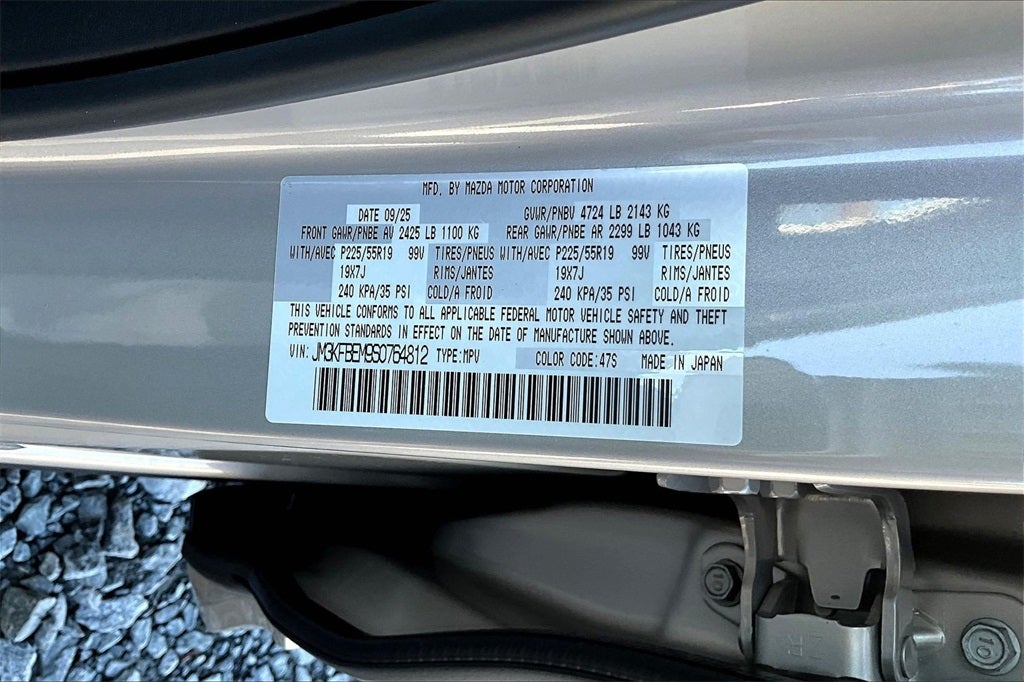 MFD. BY MAZDA MOTOR CORPORATION
DATE 09/25 GVWR/PNBV 4724 LB 2143 KG
FRONT GAWR/PNBE AV 2425 LB 1100 KG REAR GAWR/PNBE AR 2299 LB 1043 KG
WITH/AVEC P225/55R19 99V TIRES/PNEUS WITH/AVEC P225/55R19 99V TIRES/PNEUS
19X7J RIMS/JANTES 19X7J RIMS/JANTES
240 KPA/35 PSI COLD/A FROID 240 KPA/35 PSI COLD/A FROID
THIS VEHICLE CONFORMS TO ALL APPLICABLE FEDERAL MOTOR VEHICLE SAFETY AND THEFT
PREVENTION STANDARDS IN EFFECT ON THE DATE OF MANUFACTURE SHOWN ABOVE.
VIN: JM3KFBEM9S0764812 TYPE:MPV COLOR CODE:47S MADE IN JAPAN
10
ZR
10